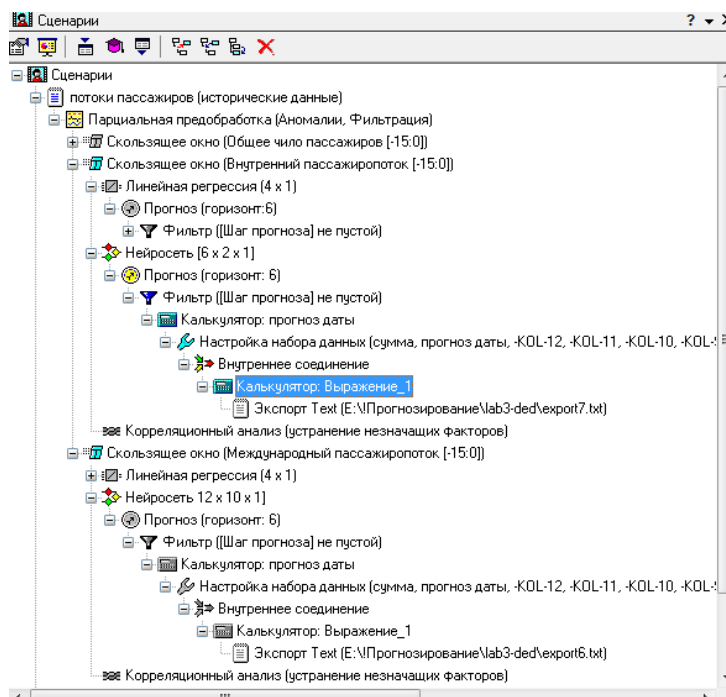 Сценарии
Сценарии
потоки пассажиров (исторические данные)
Парциальная предобработка (Аномалии, Фильтрация)
Скользящее окно (Общее чило пассажиров [-15:0])
Скользящее окно (Внутренний пассажиропоток [-15:0])
Линейная регрессия (4 x 1)
Прогноз (горизонт:6)
Фильтр ([Шаг прогноза] не пустой)
Нейросеть [6 x 2 x 1]
Прогноз (горизонт: 6)
Фильтр ([Шаг прогноза] не пустой)
Калькулятор: прогноз даты
Настройка набора данных (сумма, прогноз даты, -KOL-12, -KOL-11, -KOL-10, -KOL-
Внутреннее соединение
Калькулятор: Выражение_1
Экспорт Text (E:\!Прогнозирование\lab3-ded\export7.txt)
Корреляционный анализ (устранение незначащих факторов)
Скользящее окно (Международный пассажиропоток [-15:0])
Линейная регрессия (4 x 1)
Нейросеть 12 x 10 x 1]
Прогноз (горизонт: 6)
Фильтр ([Шаг прогноза] не пустой)
Калькулятор: прогноз даты
Настройка набора данных (сумма, прогноз даты, -KOL-12, -KOL-11, -KOL-10, -KOL-
Внутреннее соединение
Калькулятор: Выражение_1
Экспорт Text (E:\!Прогнозирование\lab3-ded\export6.txt)
Корреляционный анализ (устранение незначащих факторов)